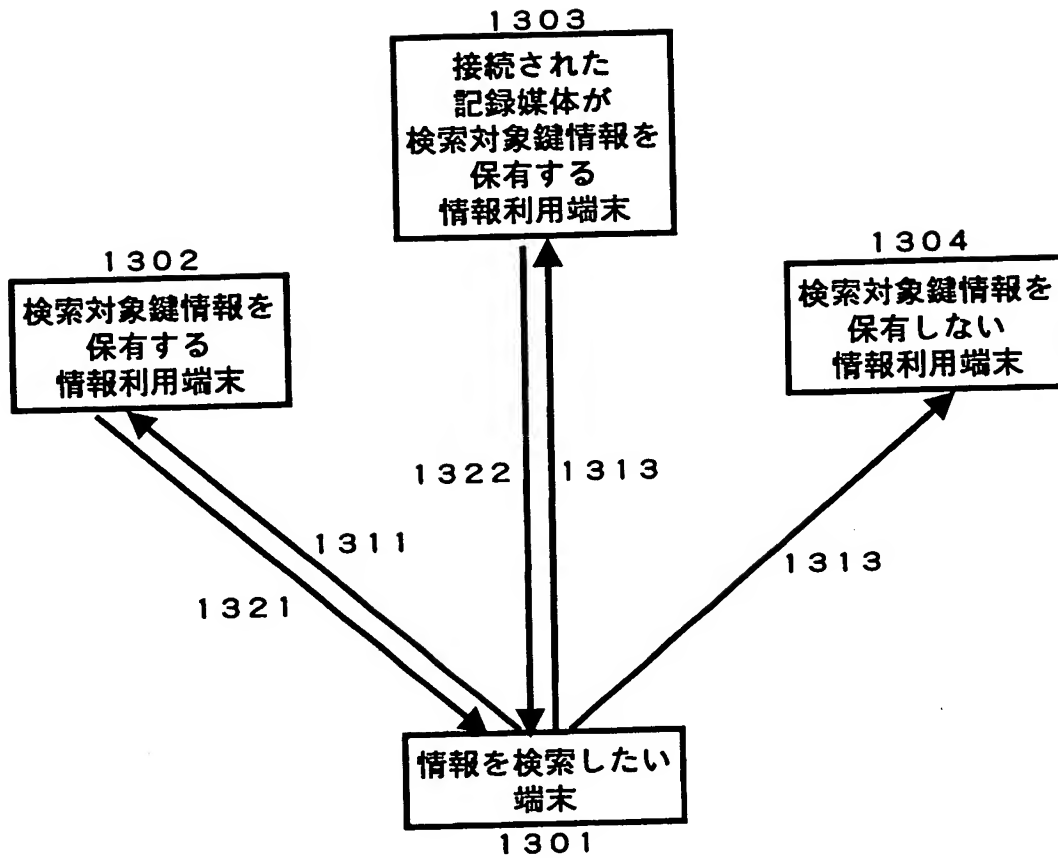 １３０３
接続された
記録媒体が
検索対象鍵情報を
保有する
情報利用端末
１３０２
検索対象鍵情報を
保有する
情報利用端末
１３０４
検索対象鍵情報を
保有しない
情報利用端末
１３２２
１３１３
１３１１
１３１３
１３２１
情報を検索したい
端末
１３０１